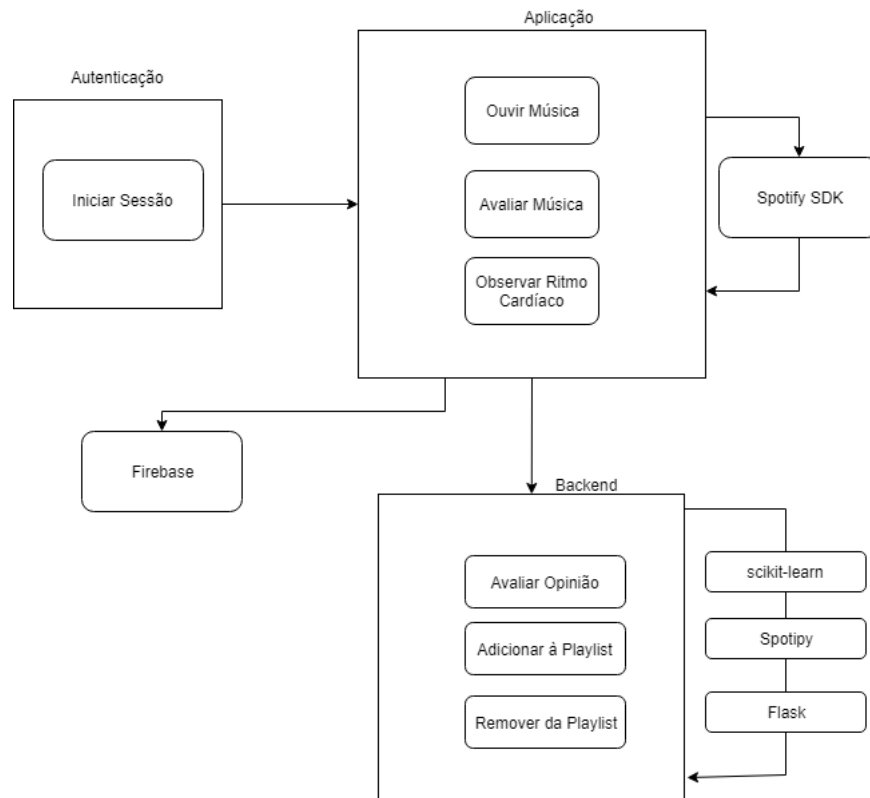 Aplicação
Autenticação
Ouvir Música
Iniciar Sessão
Avaliar Música
Spotify SDK
Observar Ritmo
Cardíaco
Firebase
Backend
Avaliar Opinião
scikit-learn
Adicionar à Playlist
Spotipy
Remover da Playlist
Flask